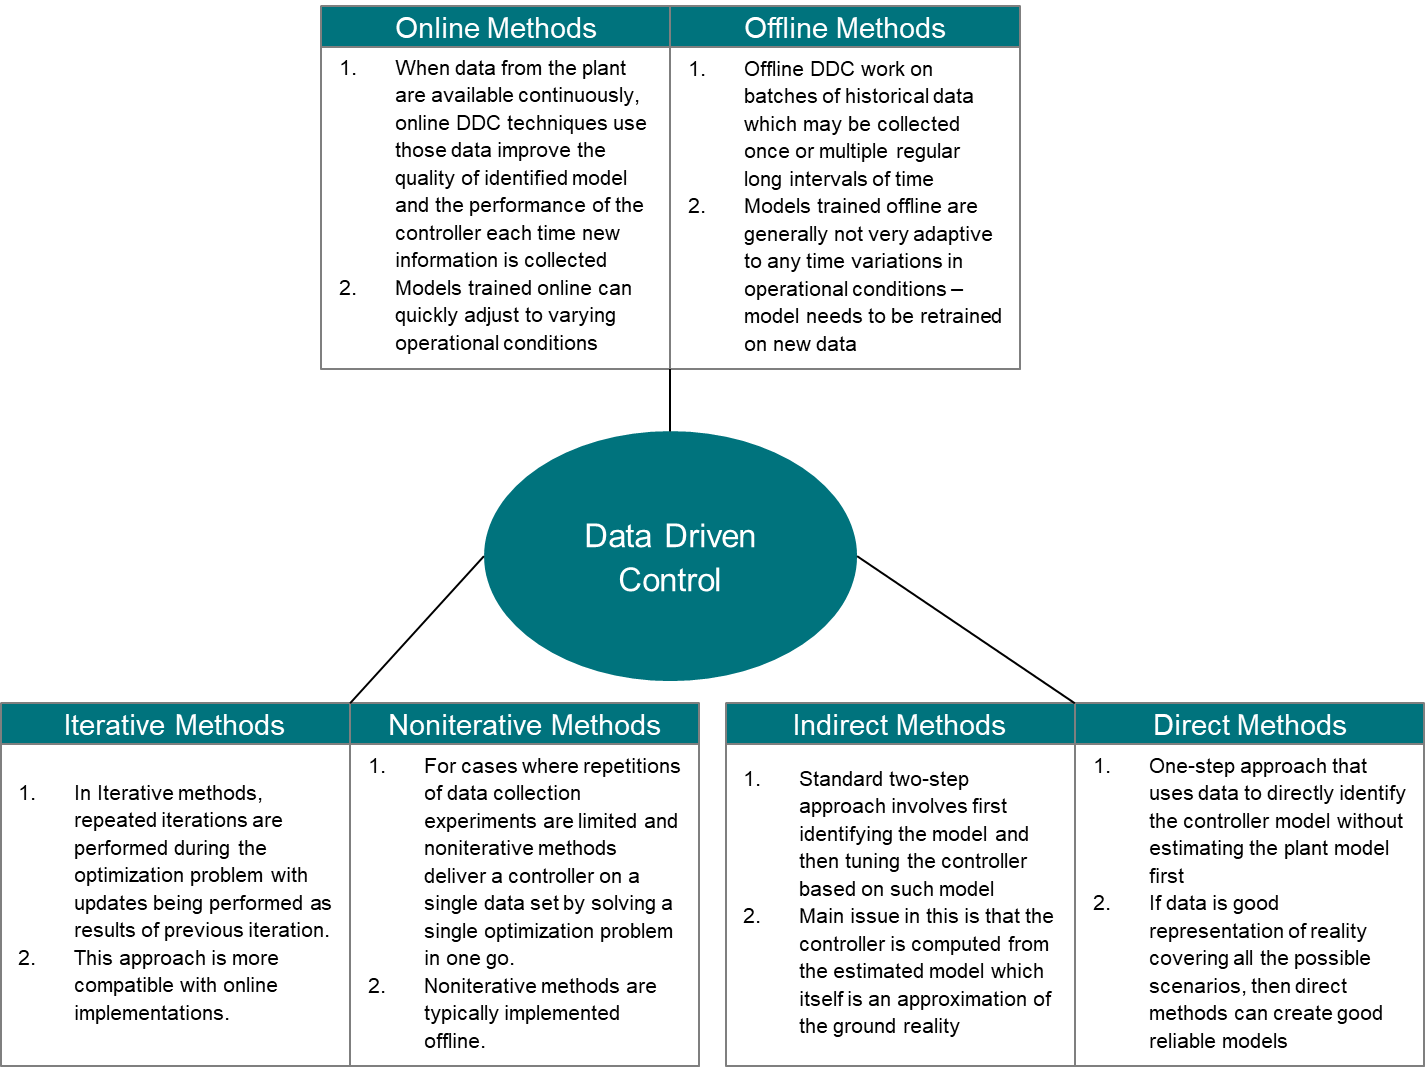 Online Methods
1. When data from the plant
are available continuously,
online DDC techniques use
those data improve the
quality of identified model
and the performance of the
controller each time new
information is collected
2. Models trained online can
quickly adjust to varying
operational conditions
Offline Methods
1. Offline DDC work on
batches of historical data
which may be collected
once or multiple regular
long intervals of time
2. Models trained offline are
generally not very adaptive
to any time variations in
operational conditions –
model needs to be retrained
on new data
Data Driven
Control
Iterative Methods
1. In Iterative methods,
repeated iterations are
performed during the
optimization problem with
updates being performed as
results of previous iteration.
2. This approach is more
compatible with online
implementations.
Noniterative Methods
1. For cases where repetitions
of data collection
experiments are limited and
noniterative methods
deliver a controller on a
single data set by solving a
single optimization problem
in one go.
2. Noniterative methods are
typically implemented
offline.
Indirect Methods
1. Standard two-step
approach involves first
identifying the model and
then tuning the controller
based on such model
2. Main issue in this is that the
controller is computed from
the estimated model which
itself is an approximation of
the ground reality
Direct Methods
1. One-step approach that
uses data to directly identify
the controller model without
estimating the plant model
first
2. If data is good
representation of reality
covering all the possible
scenarios, then direct
methods can create good
reliable models